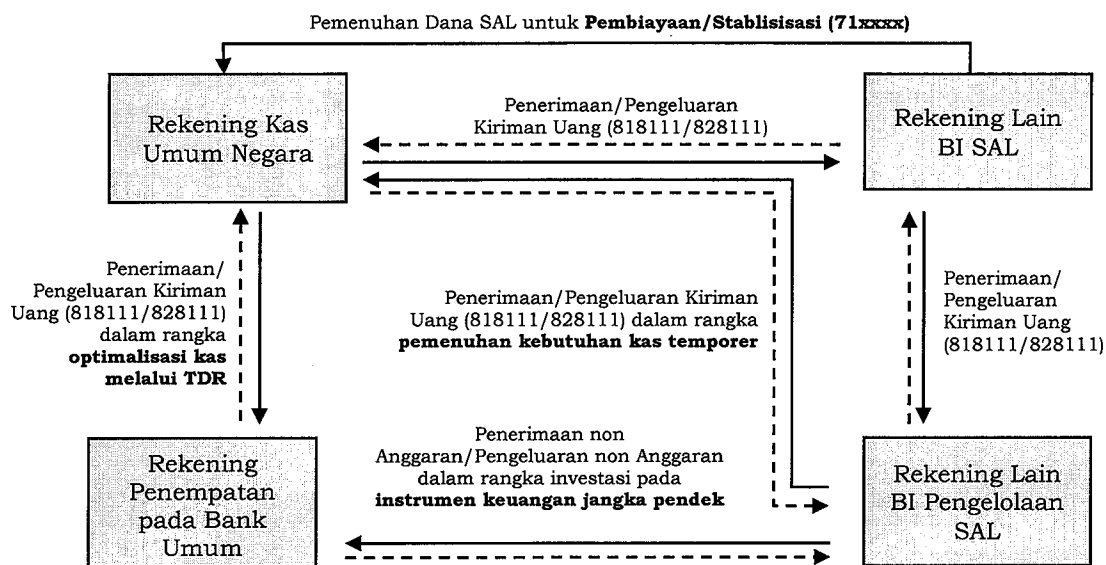 Pemenuhan Dana SAL untuk Pembiayaan/Stablisisasi (71xxxx)
Rekening Kas
Umum Negara
Penerimaan/Pengeluaran
Kiriman Uang (818111/828111)
Rekening Lain
BI SAL
Penerimaan/
Pengeluaran Kiriman
Uang (818111/828111)
dalam rangka
optimalisasi kas
melalui TDR
Penerimaan/Pengeluaran Kiriman
Uang (818111/828111) dalam rangka
pemenuhan kebutuhan kas temporer
Penerimaan/
Pengeluaran
Kiriman Uang
(818111/828111)
Rekening
Penempatan
pada Bank
Umum
Penerimaan non
Anggaran/Pengeluaran non Anggaran
dalam rangka investasi pada
instrumen keuangan jangka pendek
Rekening Lain
BI Pengelolaan
SAL